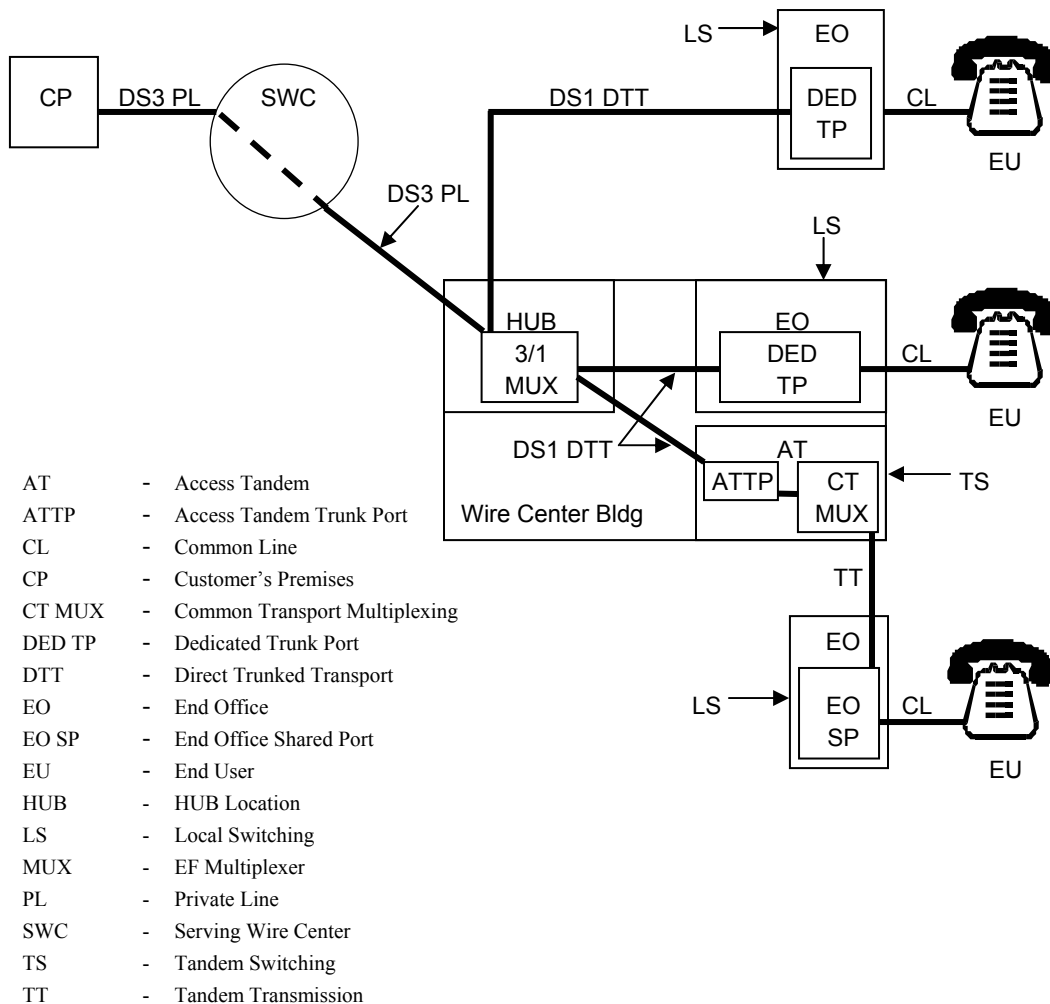 LS
EO
CP
DS3 PL
SWC
DS1 DTT
DED
TP
CL
EU
DS3 PL
LS
HUB
3/1
MUX
EO
DED
TP
CL
EU
DS1 DTT
AT
ATTP
CT
MUX
TS
Wire Center Bldg
TT
EO
LS
EO
SP
CL
EU
AT - Access Tandem
ATTP - Access Tandem Trunk Port
CL - Common Line
CP - Customer’s Premises
CT MUX - Common Transport Multiplexing
DED TP - Dedicated Trunk Port
DTT - Direct Trunked Transport
EO - End Office
EO SP - End Office Shared Port
EU - End User
HUB - HUB Location
LS - Local Switching
MUX - EF Multiplexer
PL - Private Line
SWC - Serving Wire Center
TS - Tandem Switching
TT - Tandem Transmission